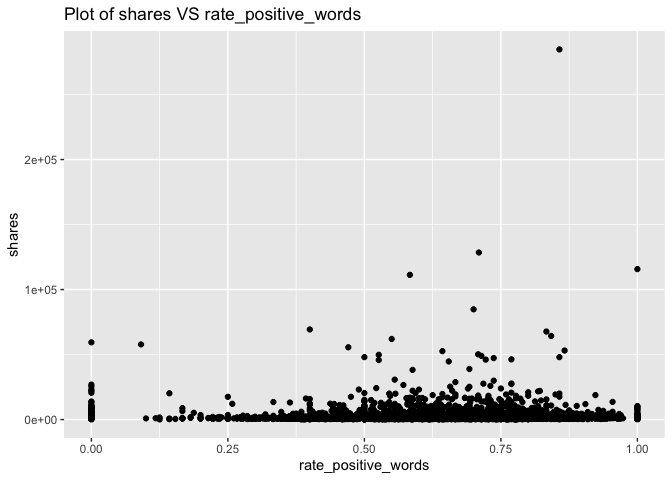 Plot of shares VS rate_positive_words
shares
2e+05
1e+05
0e+00
0.00 0.25 0.50 0.75 1.00
rate_positive_words